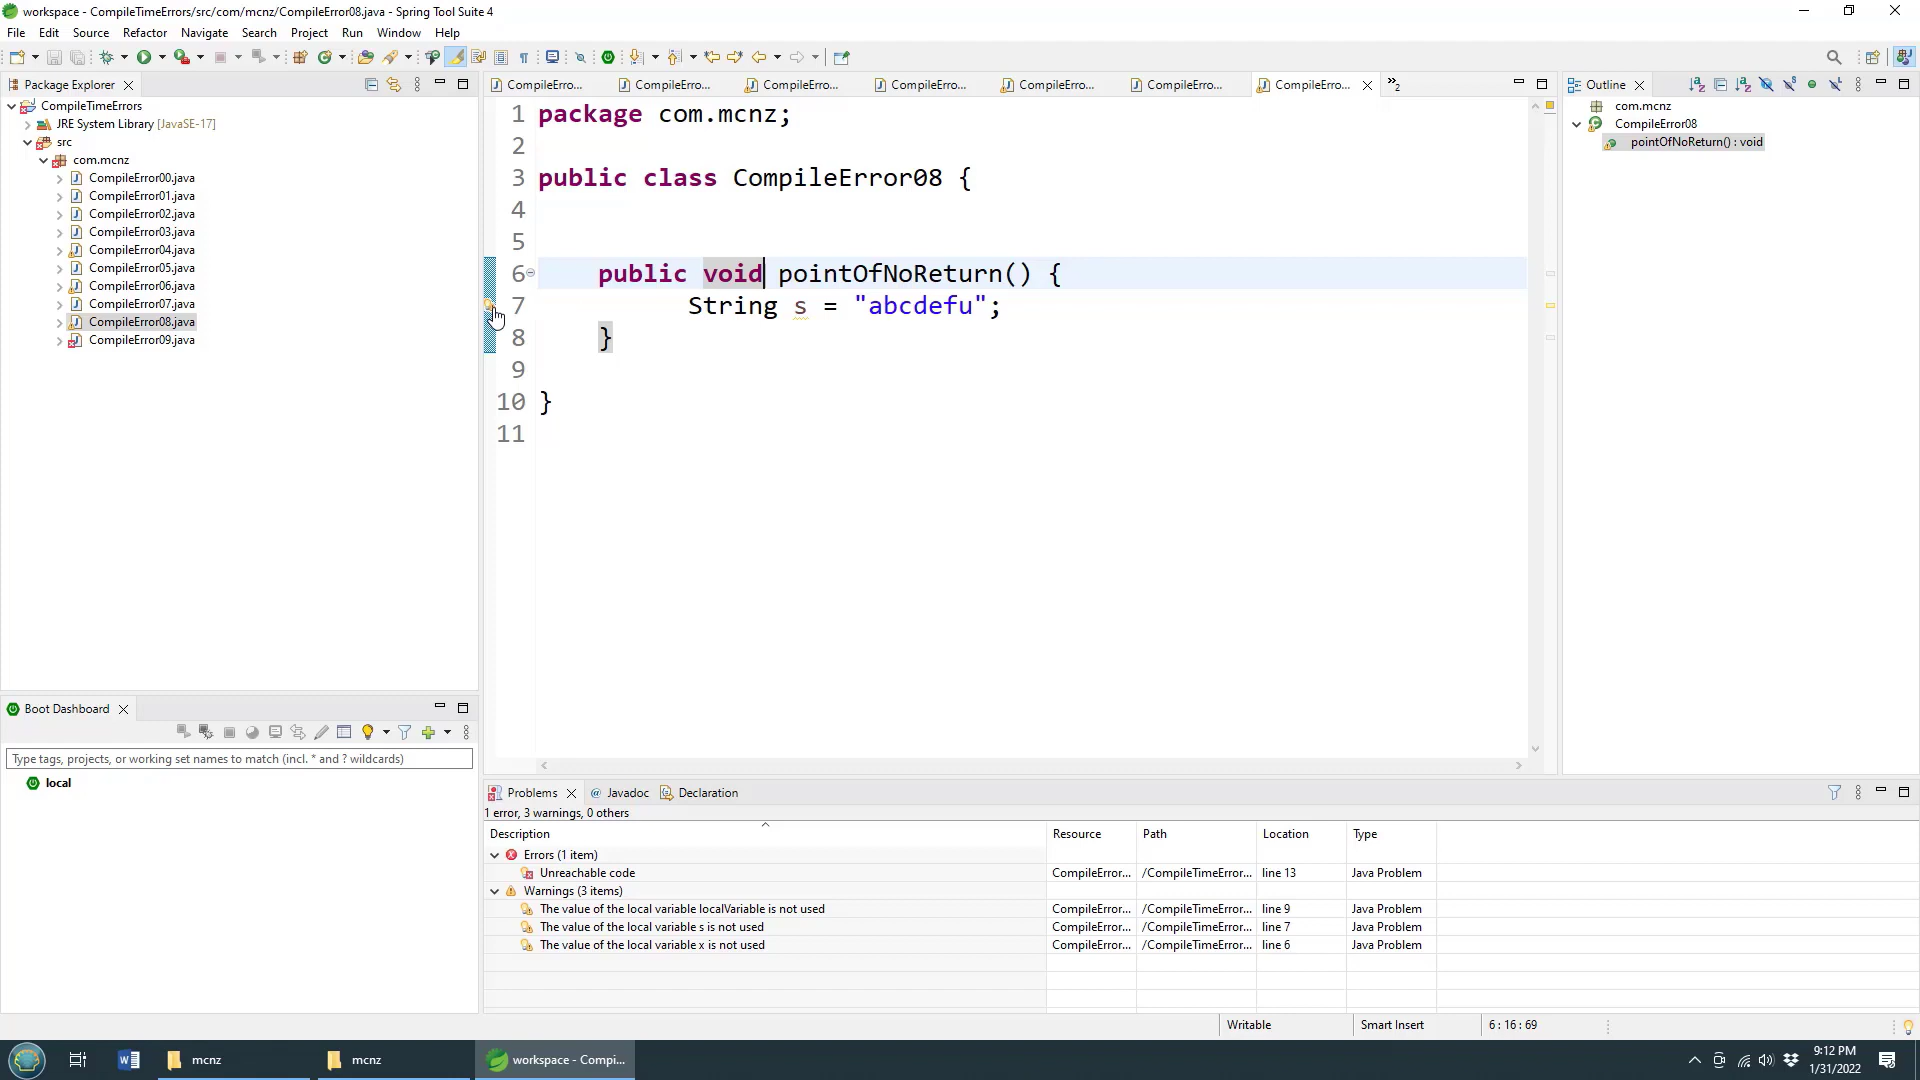 workspace - CompileTimeErrors/src/com/mcnz/CompileError08.java - Spring Tool Suite 4
File Edit Source Refactor Navigate Search Project Run Window Help
Package Explorer
CompileTimeErrors
JRE System Library [JavaSE-17]
src
com.mcnz
CompileError00.java
CompileError01.java
CompileError02.java
CompileError03.java
CompileError04.java
CompileError05.java
CompileError06.java
CompileError07.java
CompileError08.java
CompileError09.java
Boot Dashboard
Type tags, projects, or working set names to match (incl. * and ? wildcards)
local
CompileErro... CompileErro... CompileErro... CompileErro... CompileErro... CompileErro... CompileErro... »2
1 package com.mcnz;
2
3 public class CompileError08 {
4
5
6 public void pointOfNoReturn() {
7 String s = "abcdefu";
8 }
9
10 }
11
Outline
com.mcnz
CompileError08
pointOfNoReturn() : void
Problems @ Javadoc Declaration
1 error, 3 warnings, 0 others
Description Resource Path Location Type
Errors (1 item)
Unreachable code CompileError... /CompileTimeError... line 13 Java Problem
Warnings (3 items)
The value of the local variable localVariable is not used CompileError... /CompileTimeError... line 9 Java Problem
The value of the local variable s is not used CompileError... /CompileTimeError... line 7 Java Problem
The value of the local variable x is not used CompileError... /CompileTimeError... line 6 Java Problem
Writable Smart Insert 6 : 16 : 69
mcnz mcnz workspace - Compi...
9:12 PM
1/31/2022